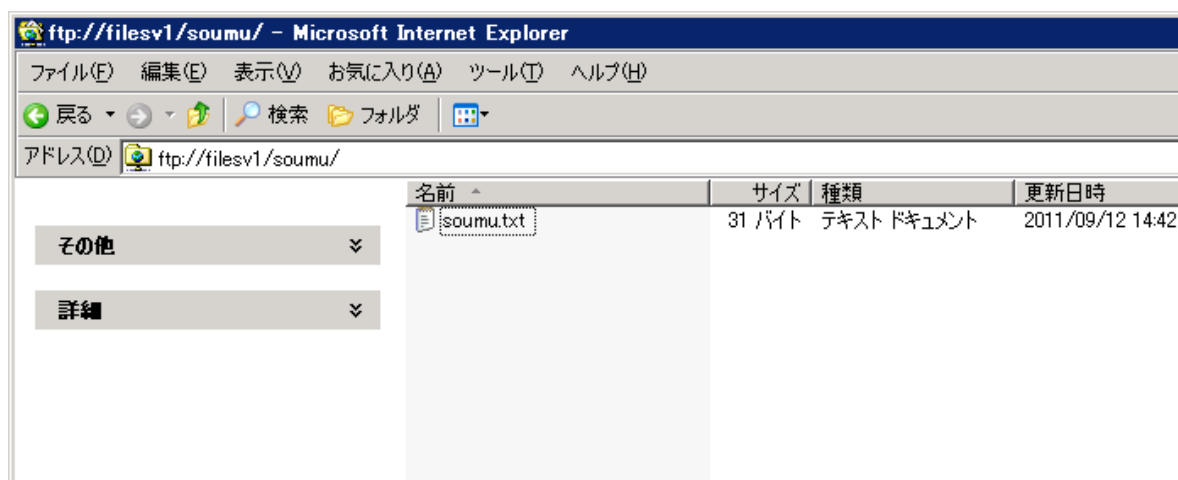 ftp://filesv1/soumu/ - Microsoft Internet Explorer
ファイル(F) 編集(E) 表示(V) お気に入り(A) ツール(T) ヘルプ(H)
戻る 検索 フォルダ
アドレス(D) ftp://filesv1/soumu/
名前 サイズ 種類 更新日時
soumu.txt 31 バイト テキスト ドキュメント 2011/09/12 14:42
その他
詳細